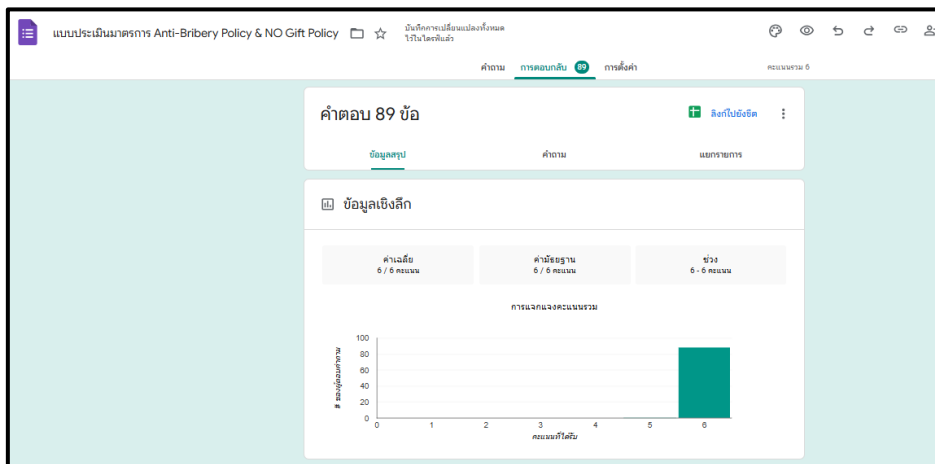 แบบประเมินมาตรการ Anti-Bribery Policy & NO Gift Policy
บันทึกการเปลี่ยนแปลงทั้งหมด
ไว้ในไดรฟ์แล้ว
คำถาม การตอบกลับ 89 การตั้งค่า
คะแนนรวม 6
คำตอบ 89 ข้อ
ลิงก์ไปยังชีต
ข้อมูลสรุป คำถาม แยกรายการ
ข้อมูลเชิงลึก
ค่าเฉลี่ย ค่ามัธยฐาน ช่วง
6 / 6 คะแนน 6 / 6 คะแนน 6 - 6 คะแนน
การแจกแจงคะแนนรวม
# ของผู้ตอบคำถาม
100
80
60
40
20
0
0 1 2 3 4 5 6
คะแนนที่ได้รับ